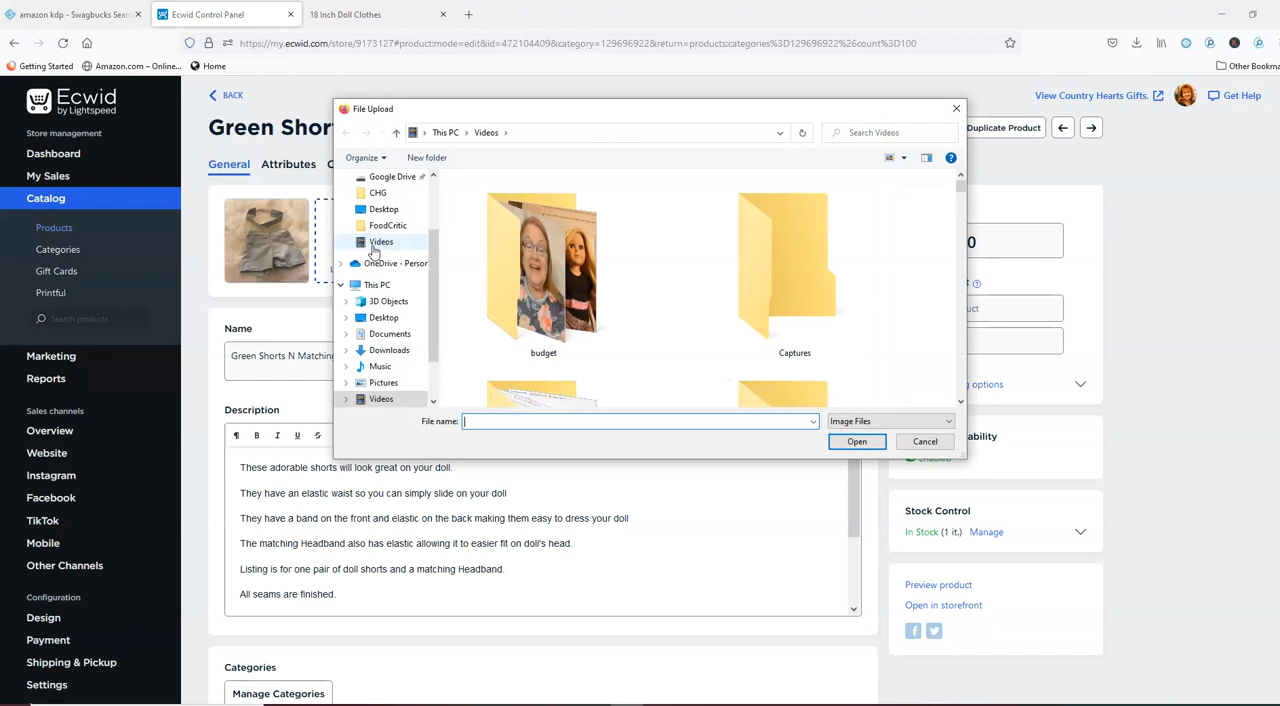 amazon kdp – Swagbucks Sear
Ecwid Control Panel
18 Inch Doll Clothes
https://my.ecwid.com/store/9173127#product:mode=edit&id=472104409&category=129696922&return=products:categories%3D129696922%26count%3D100
Getting Started
Amazon.com – Online...
Home
Other Bookma
Ecwid
by Lightspeed
Store management
Dashboard
My Sales
Catalog
Products
Categories
Gift Cards
Printful
Search products
Marketing
Reports
Sales channels
Overview
Website
Instagram
Facebook
TikTok
Mobile
Other Channels
Configuration
Design
Payment
Shipping & Pickup
Settings
BACK
View Country Hearts Gifts.
Get Help
Green Shor
Duplicate Product
General
Attributes
File Upload
This PC
Videos
Search Videos
Organize
New folder
Google Drive
CHG
Desktop
FoodCritic
Videos
OneDrive - Person
This PC
3D Objects
Desktop
Documents
Downloads
Music
Pictures
Videos
budget
Captures
File name:
Image Files
Open
Cancel
Name
Green Shorts N Matching
Description
B I U S
These adorable shorts will look great on your doll.
They have an elastic waist so you can simply slide on your doll
They have a band on the front and elastic on the back making them easy to dress your doll
The matching Headband also has elastic allowing it to easier fit on doll's head.
Listing is for one pair of doll shorts and a matching Headband.
All seams are finished.
Categories
Manage Categories
0
uct
g options
ability
Enabled
Stock Control
In Stock (1 it.) Manage
Preview product
Open in storefront